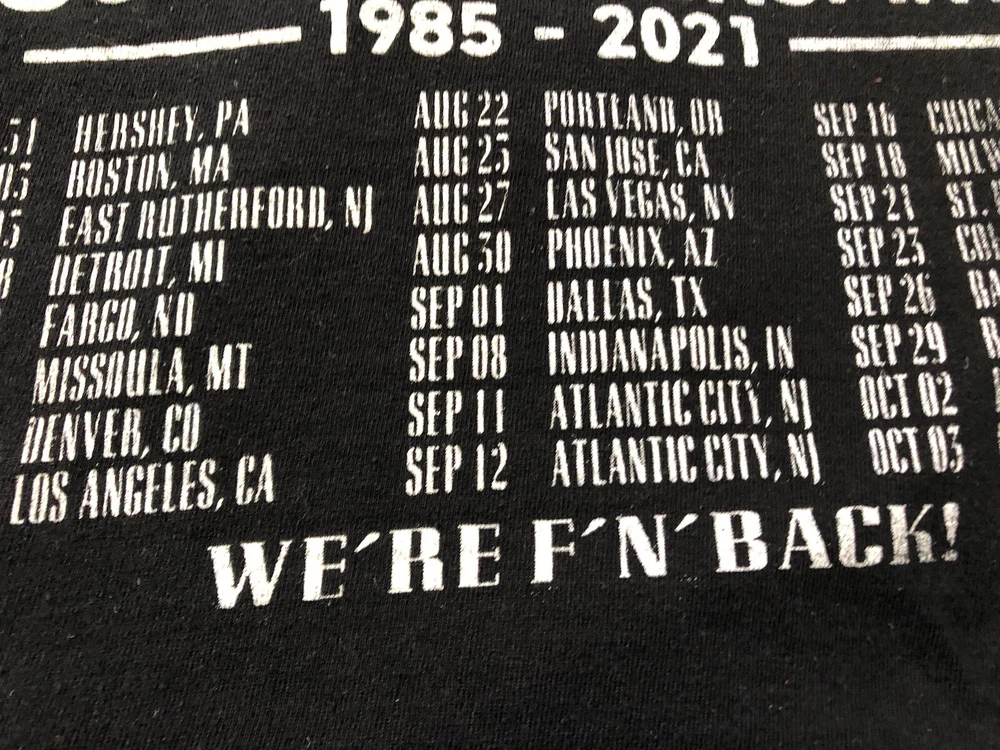 1985 - 2021
HERSHEY, PA AUG 22 PORTLAND, OR SEP 16
BOSTON, MA AUG 25 SAN JOSE, CA SEP 18
EAST RUTHERFORD, NJ AUG 27 LAS VEGAS, NV SEP 21 ST.
DETROIT, MI AUG 30 PHOENIX, AZ SEP 23
FARGO, ND SEP 01 DALLAS, TX SEP 26
MISSOULA, MT SEP 08 INDIANAPOLIS, IN SEP 29
DENVER, CO SEP 11 ATLANTIC CITY, NJ OCT 02
LOS ANGELES, CA SEP 12 ATLANTIC CITY, NJ OCT 03
WE'RE F'N'BACK!